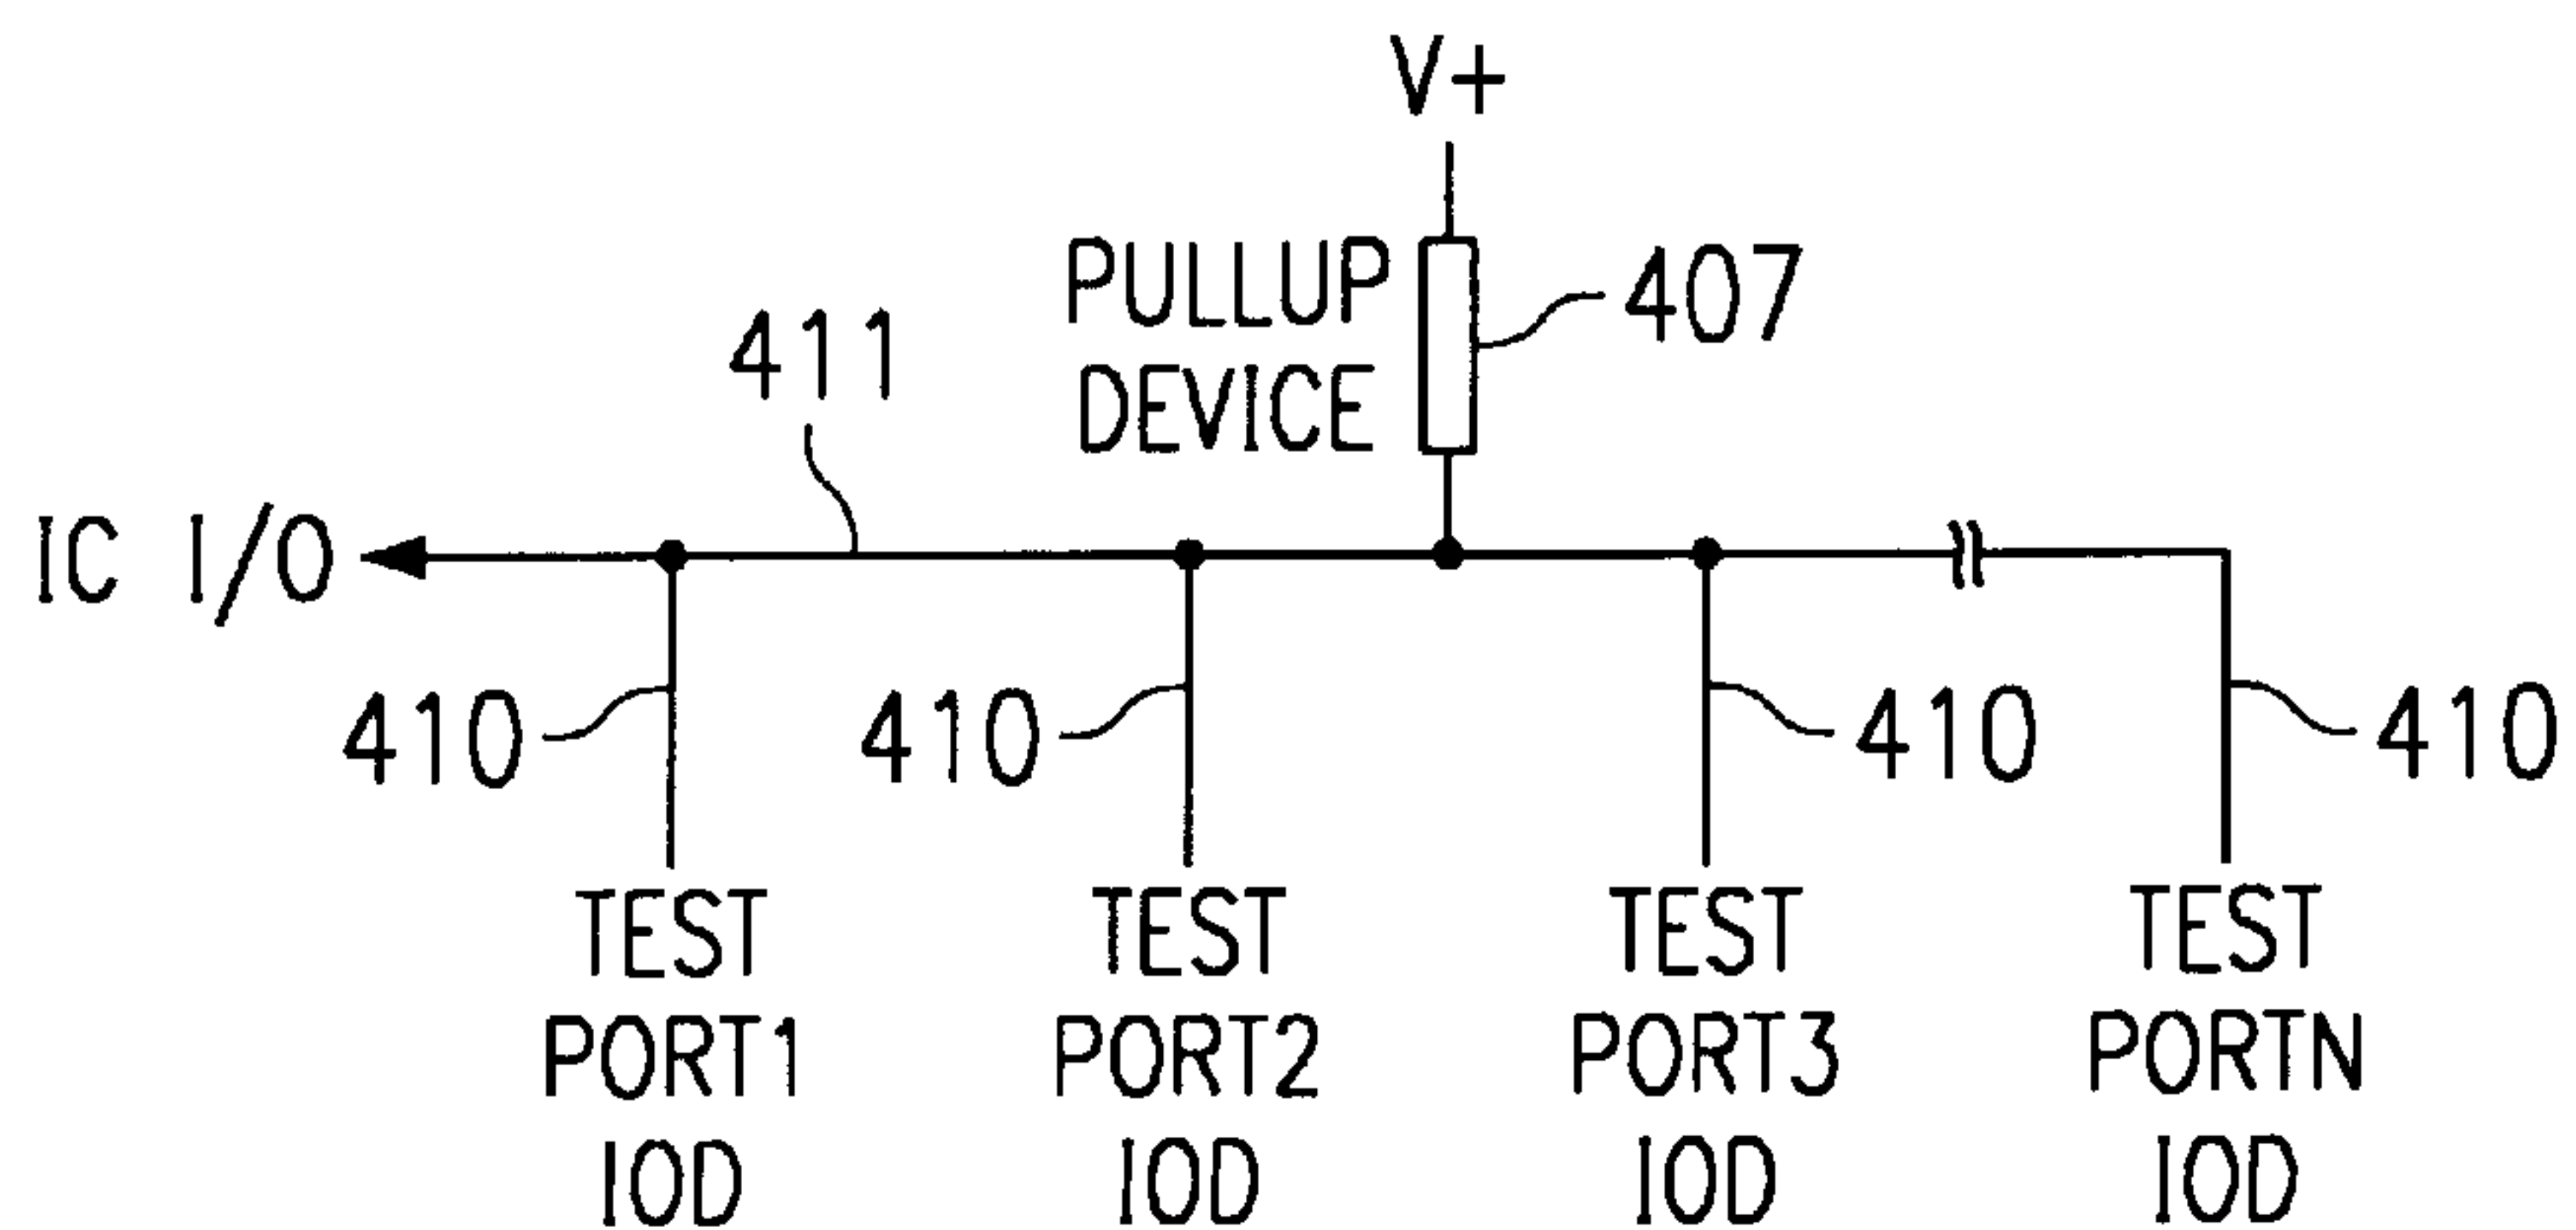 V+
PULLUP
DEVICE
407
411
IC I/O
410
410
410
410
TEST
PORT1
IOD
TEST
PORT2
IOD
TEST
PORT3
IOD
TEST
PORTN
IOD